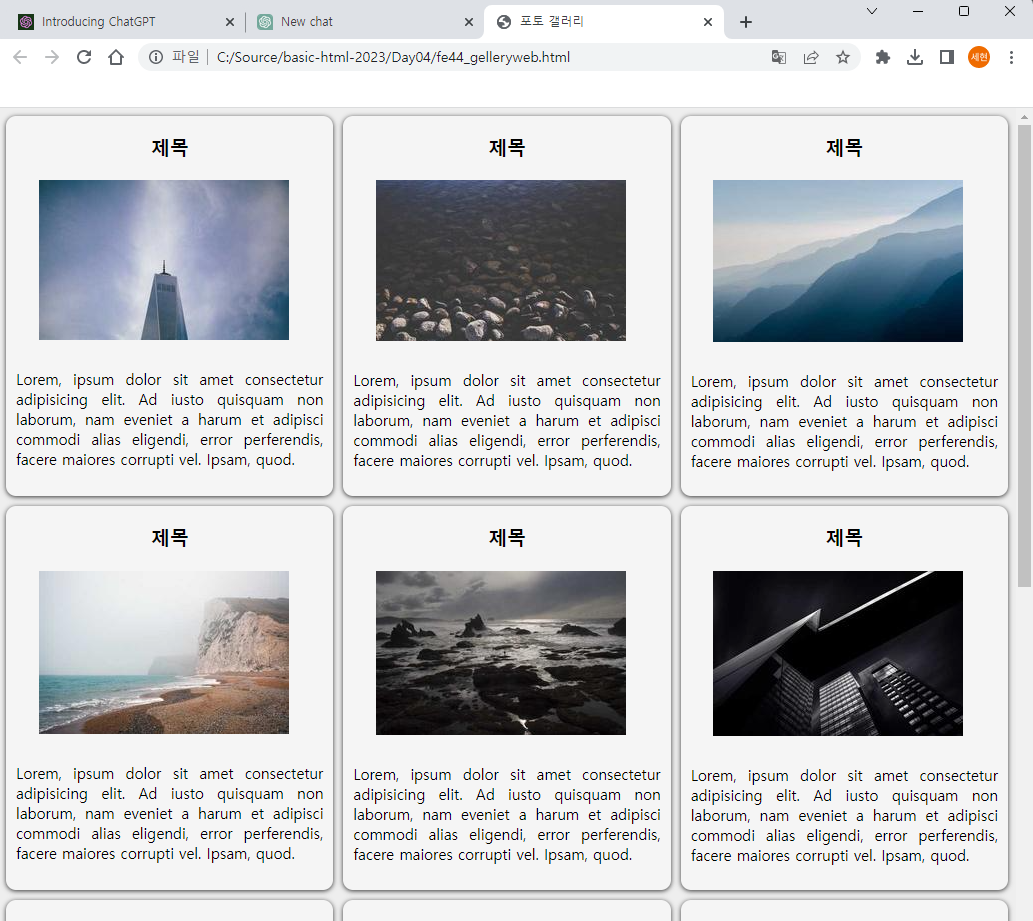 Introducing ChatGPT
New chat
포토 갤러리
파일
C:/Source/basic-html-2023/Day04/fe44_gelleryweb.html
세현
제목
제목
제목
Lorem, ipsum dolor sit amet consectetur
adipisicing elit. Ad iusto quisquam non
laborum, nam eveniet a harum et adipisci
commodi alias eligendi, error perferendis,
facere maiores corrupti vel. Ipsam, quod.
Lorem, ipsum dolor sit amet consectetur
adipisicing elit. Ad iusto quisquam non
laborum, nam eveniet a harum et adipisci
commodi alias eligendi, error perferendis,
facere maiores corrupti vel. Ipsam, quod.
Lorem, ipsum dolor sit amet consectetur
adipisicing elit. Ad iusto quisquam non
laborum, nam eveniet a harum et adipisci
commodi alias eligendi, error perferendis,
facere maiores corrupti vel. Ipsam, quod.
제목
제목
제목
Lorem, ipsum dolor sit amet consectetur
adipisicing elit. Ad iusto quisquam non
laborum, nam eveniet a harum et adipisci
commodi alias eligendi, error perferendis,
facere maiores corrupti vel. Ipsam, quod.
Lorem, ipsum dolor sit amet consectetur
adipisicing elit. Ad iusto quisquam non
laborum, nam eveniet a harum et adipisci
commodi alias eligendi, error perferendis,
facere maiores corrupti vel. Ipsam, quod.
Lorem, ipsum dolor sit amet consectetur
adipisicing elit. Ad iusto quisquam non
laborum, nam eveniet a harum et adipisci
commodi alias eligendi, error perferendis,
facere maiores corrupti vel. Ipsam, quod.